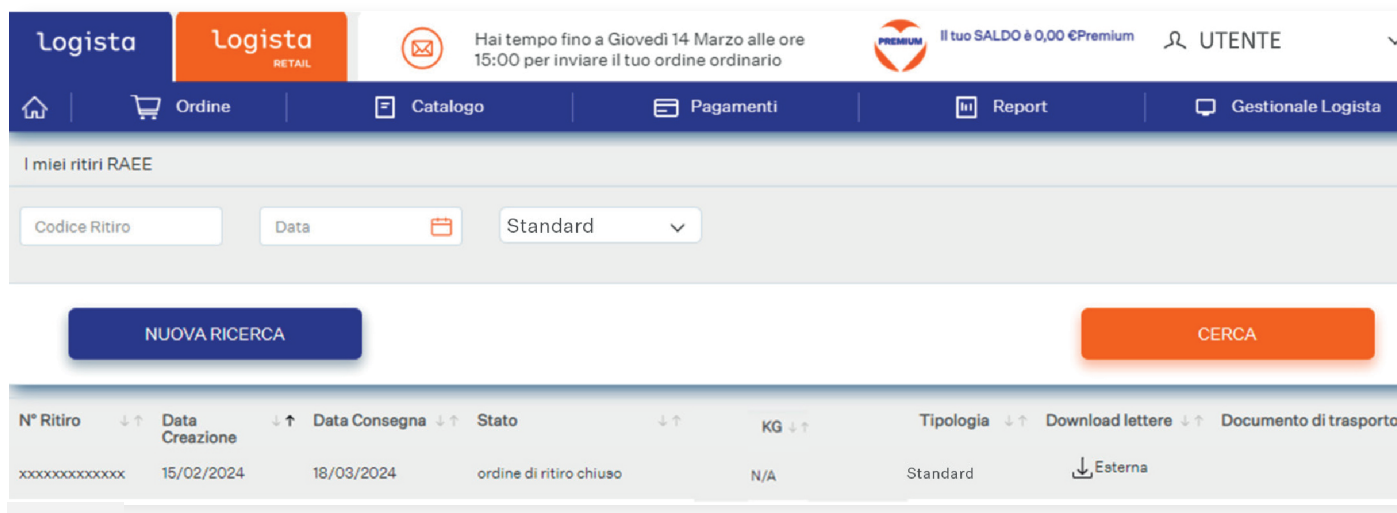 Logista
Logista
RETAIL
Hai tempo fino a Giovedì 14 Marzo alle ore
15:00 per inviare il tuo ordine ordinario
PREMIUM
Il tuo SALDO è 0,00 €Premium
UTENTE
Ordine
Catalogo
Pagamenti
Report
Gestionale Logista
I miei ritiri RAEE
Codice Ritiro
Data
Standard
NUOVA RICERCA
CERCA
N° Ritiro
Data
Creazione
Data Consegna
Stato
KG
Tipologia
Download lettere
Documento di trasporto
xxxxxxxxxxxxx
15/02/2024
18/03/2024
ordine di ritiro chiuso
N/A
Standard
Esterna